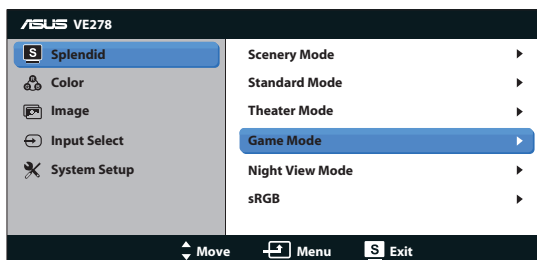 ASUS VE278
S Splendid
Color
Image
Input Select
System Setup
Scenery Mode
Standard Mode
Theater Mode
Game Mode
Night View Mode
sRGB
Move Menu S Exit